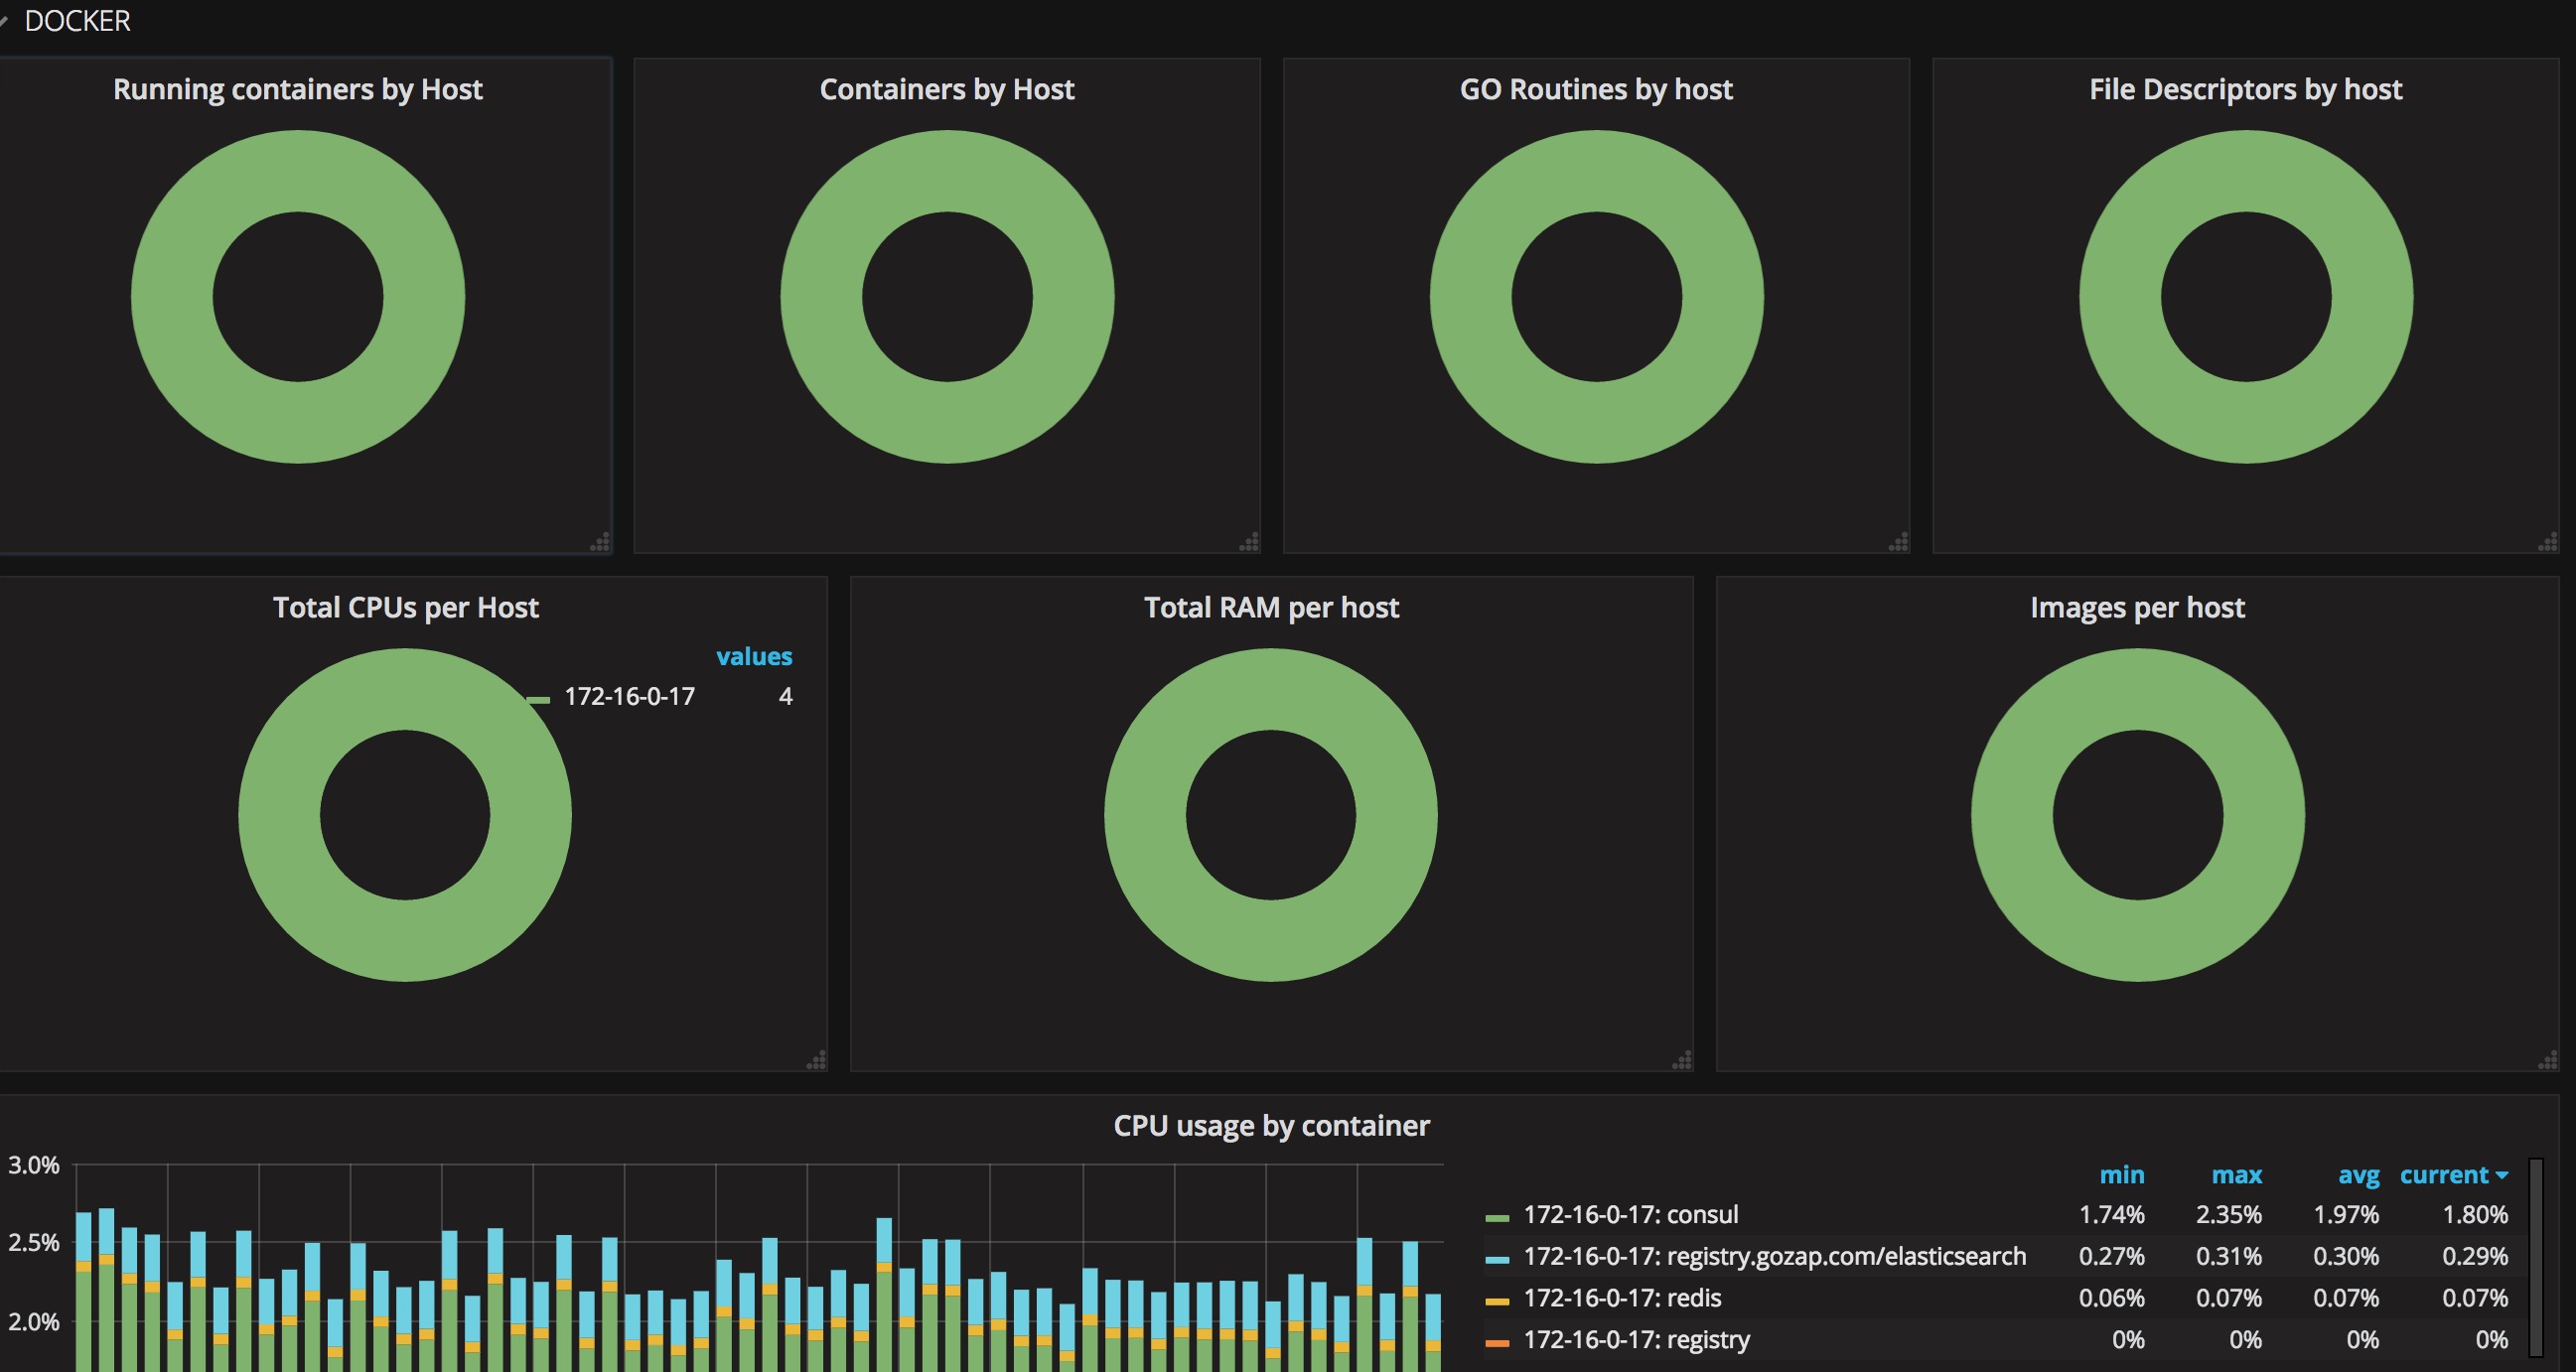 DOCKER
Running containers by Host
Containers by Host
GO Routines by host
File Descriptors by host
Total CPUs per Host
values
172-16-0-17 4
Total RAM per host
Images per host
CPU usage by container
3.0%
2.5%
2.0%
min max avg current
172-16-0-17: consul 1.74% 2.35% 1.97% 1.80%
172-16-0-17: registry.gozap.com/elasticsearch 0.27% 0.31% 0.30% 0.29%
172-16-0-17: redis 0.06% 0.07% 0.07% 0.07%
172-16-0-17: registry 0% 0% 0% 0%